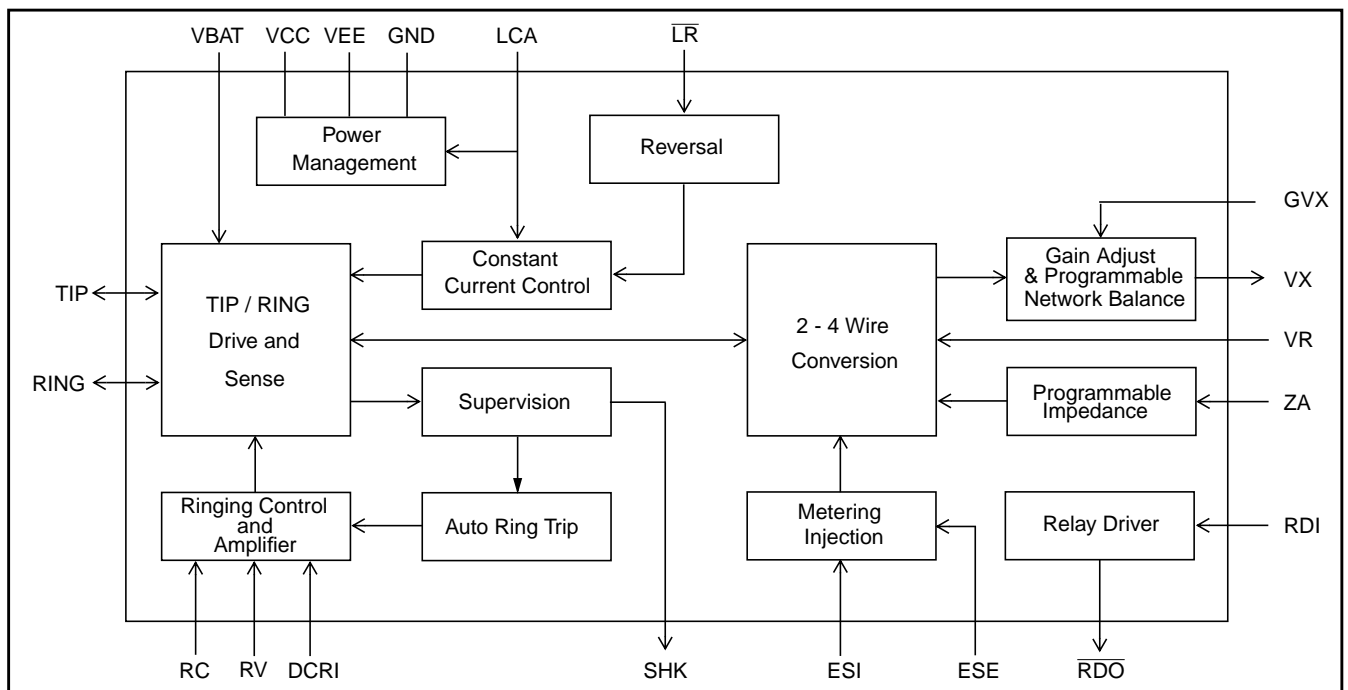 VBAT VCC VEE GND LCA L̅R̅
Power
Management
Reversal
GVX
Constant
Current Control
Gain Adjust
& Programmable
Network Balance
VX
TIP
TIP / RING
Drive and
Sense
2 - 4 Wire
Conversion
VR
RING
Supervision
Programmable
Impedance
ZA
Ringing Control
and
Amplifier
Auto Ring Trip
Metering
Injection
Relay Driver
RDI
RC RV DCRI SHK ESI ESE R̅D̅O̅